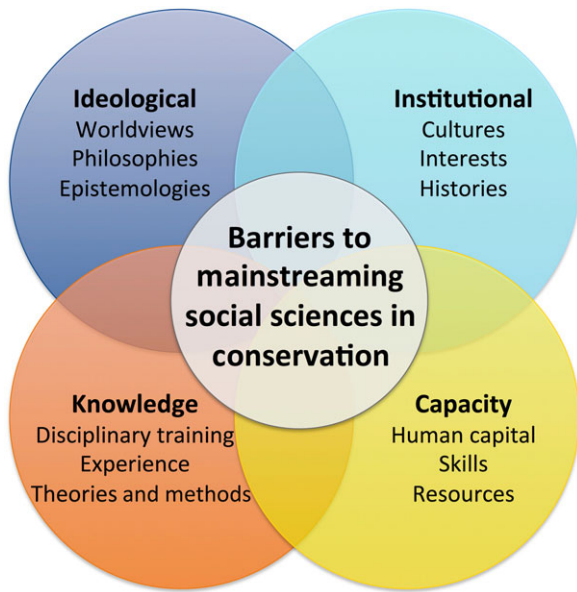 Ideological
Worldviews
Philosophies
Epistemologies
Institutional
Cultures
Interests
Histories
Barriers to
mainstreaming
social sciences in
conservation
Knowledge
Disciplinary training
Experience
Theories and methods
Capacity
Human capital
Skills
Resources